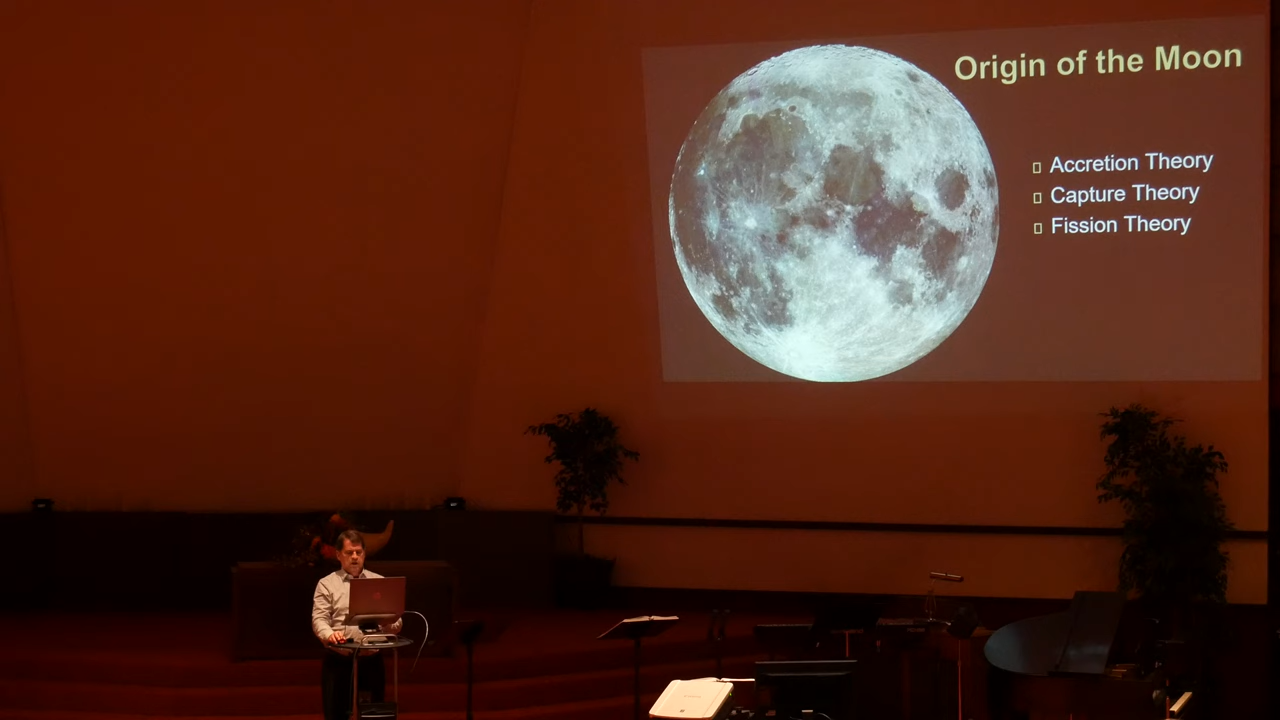 Origin of the Moon
Accretion Theory
Capture Theory
Fission Theory